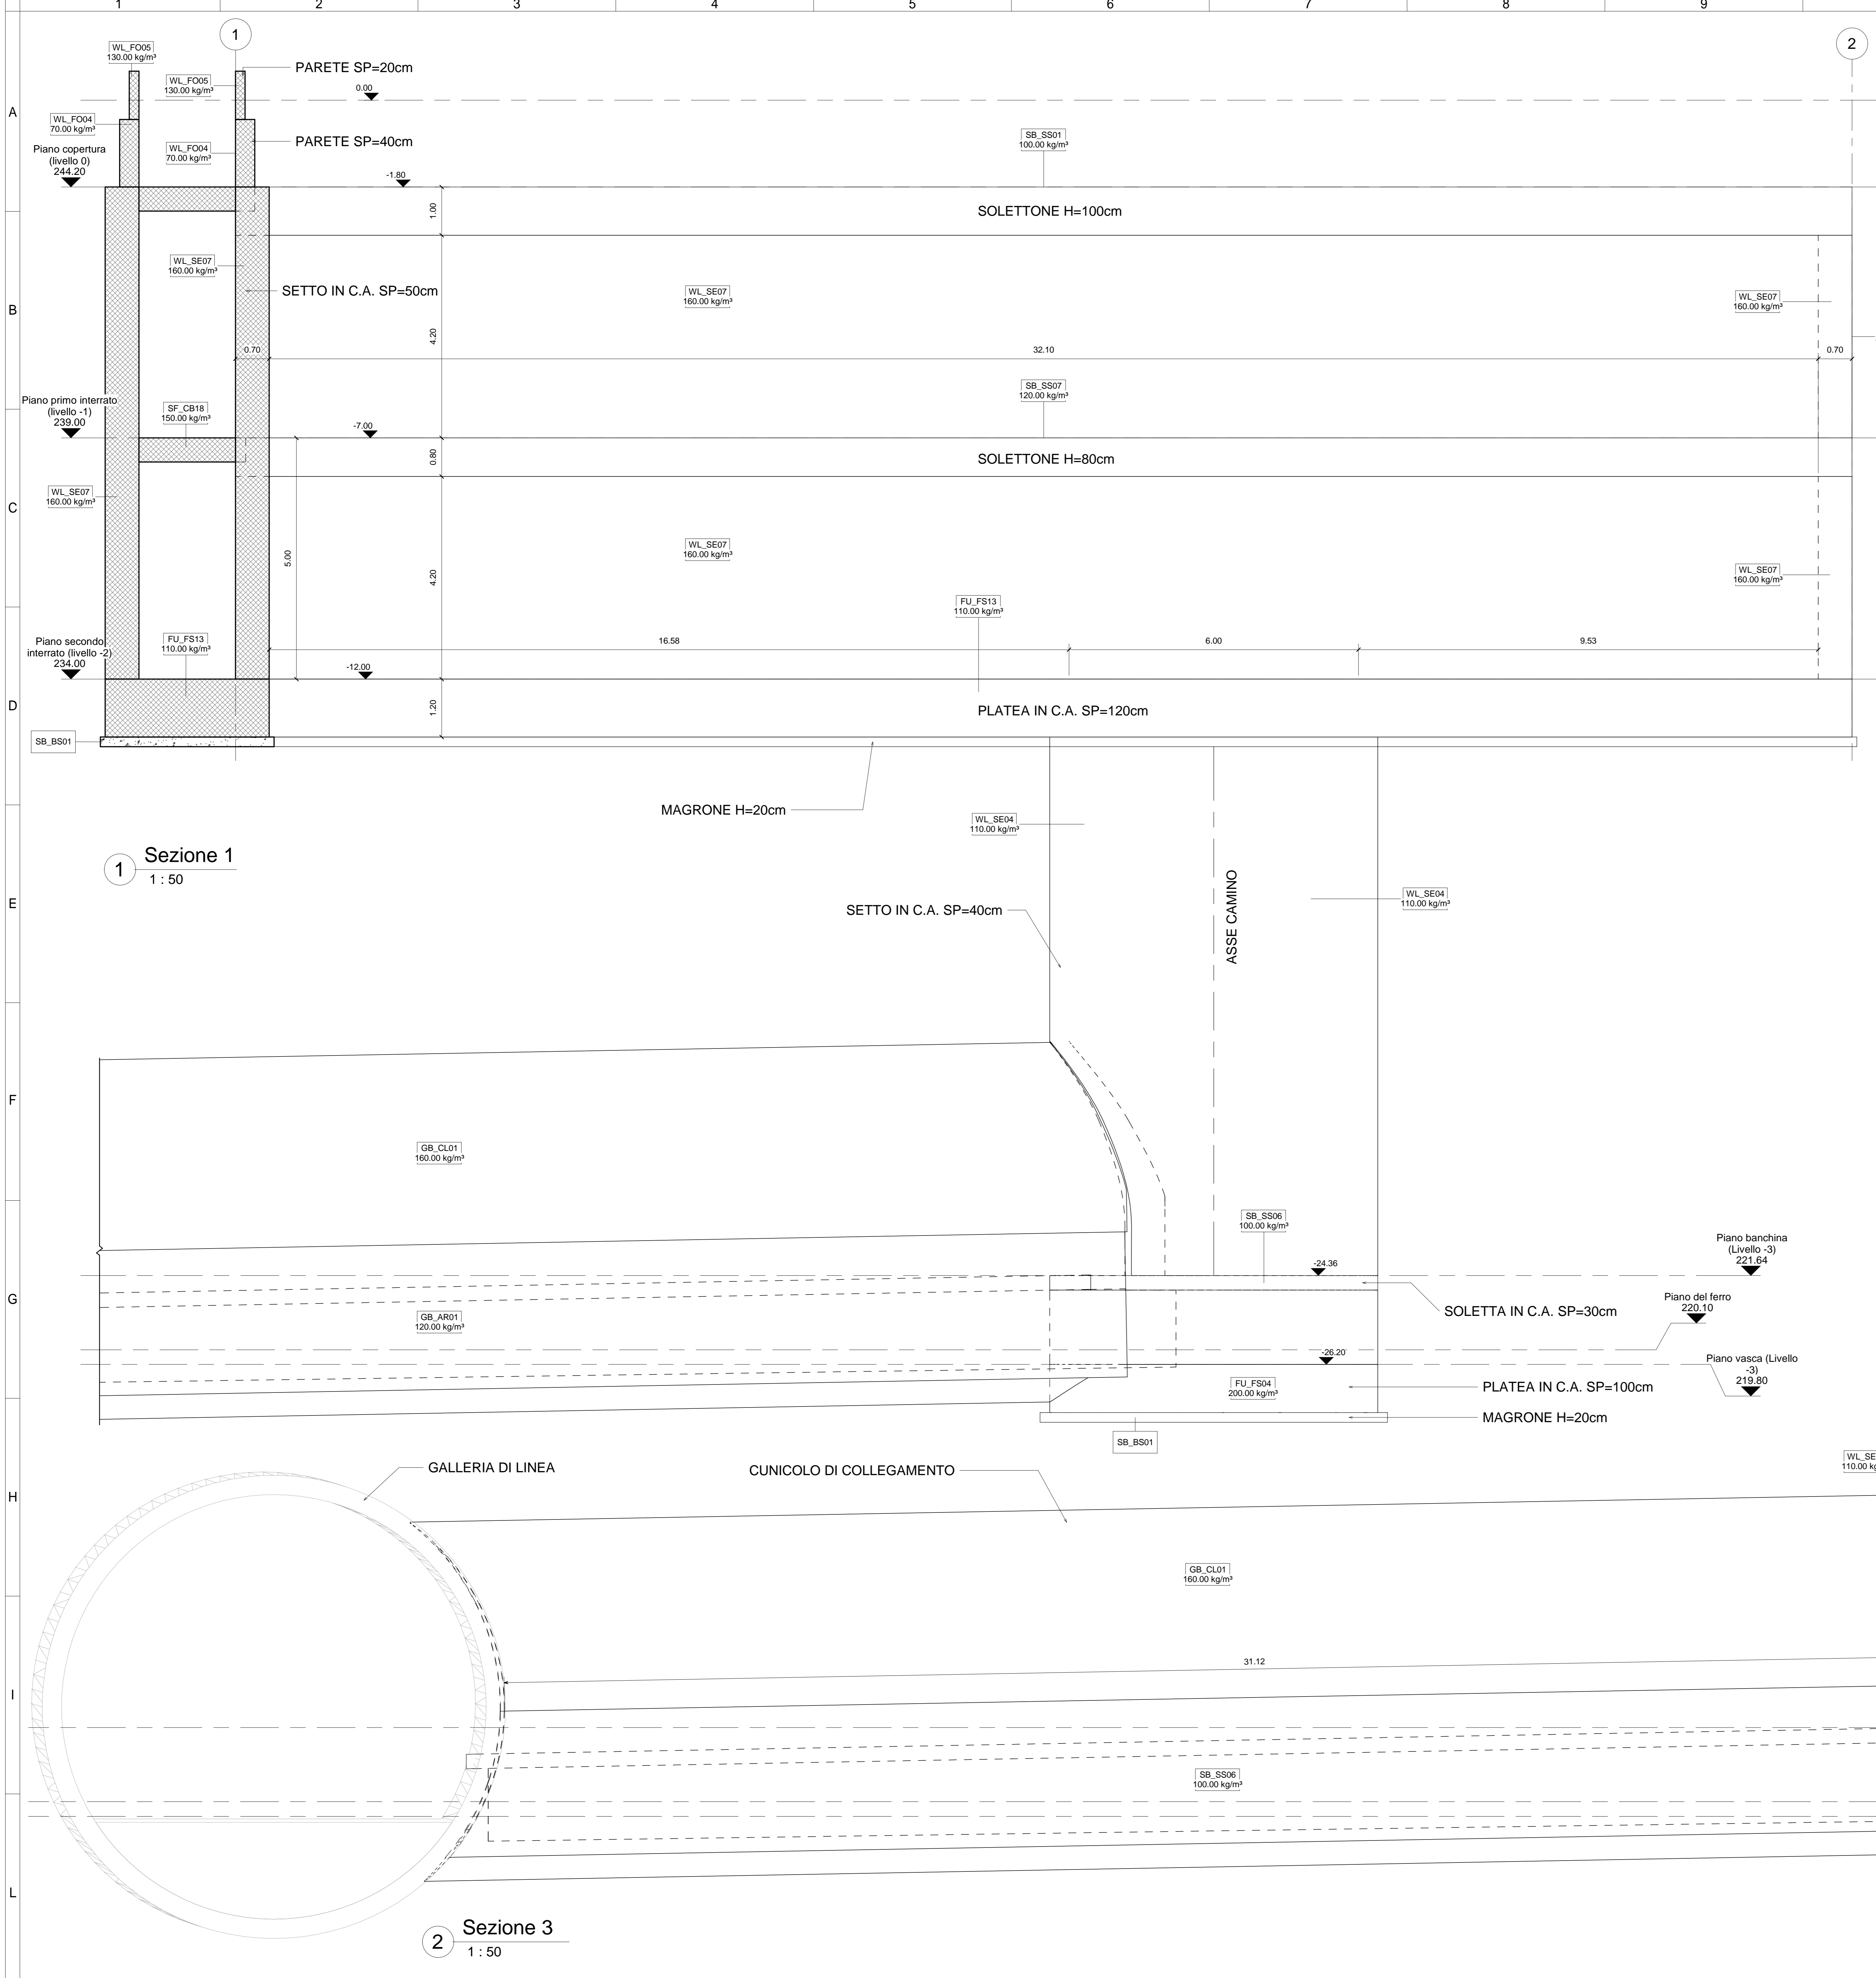 1
2
3
4
5
6
7
8
9
A
B
C
D
E
F
G
H
I
L
1
2
WL_FO05
130.00 kg/m³
WL_FO05
130.00 kg/m³
PARETE SP=20cm
0.00
WL_FO04
70.00 kg/m³
WL_FO04
70.00 kg/m³
PARETE SP=40cm
Piano copertura
(livello 0)
244.20
-1.80
SB_SS01
100.00 kg/m³
1.00
SOLETTONE H=100cm
WL_SE07
160.00 kg/m³
SETTO IN C.A. SP=50cm
WL_SE07
160.00 kg/m³
WL_SE07
160.00 kg/m³
4.20
0.70
32.10
0.70
Piano primo interrato
(livello -1)
239.00
SF_CB18
150.00 kg/m³
-7.00
SB_SS07
120.00 kg/m³
0.80
SOLETTONE H=80cm
WL_SE07
160.00 kg/m³
WL_SE07
160.00 kg/m³
WL_SE07
160.00 kg/m³
5.00
4.20
FU_FS13
110.00 kg/m³
Piano secondo
interrato (livello -2)
234.00
FU_FS13
110.00 kg/m³
16.58
6.00
9.53
-12.00
1.20
PLATEA IN C.A. SP=120cm
SB_BS01
MAGRONE H=20cm
WL_SE04
110.00 kg/m³
1
Sezione 1
1 : 50
SETTO IN C.A. SP=40cm
ASSE CAMINO
WL_SE04
110.00 kg/m³
GB_CL01
160.00 kg/m³
SB_SS06
100.00 kg/m³
Piano banchina
(Livello -3)
221.64
-24.36
SOLETTA IN C.A. SP=30cm
Piano del ferro
220.10
GB_AR01
120.00 kg/m³
-26.20
Piano vasca (Livello
-3)
219.80
FU_FS04
200.00 kg/m³
PLATEA IN C.A. SP=100cm
MAGRONE H=20cm
SB_BS01
GALLERIA DI LINEA
CUNICOLO DI COLLEGAMENTO
WL_SE
110.00 kg
GB_CL01
160.00 kg/m³
31.12
SB_SS06
100.00 kg/m³
2
Sezione 3
1 : 50